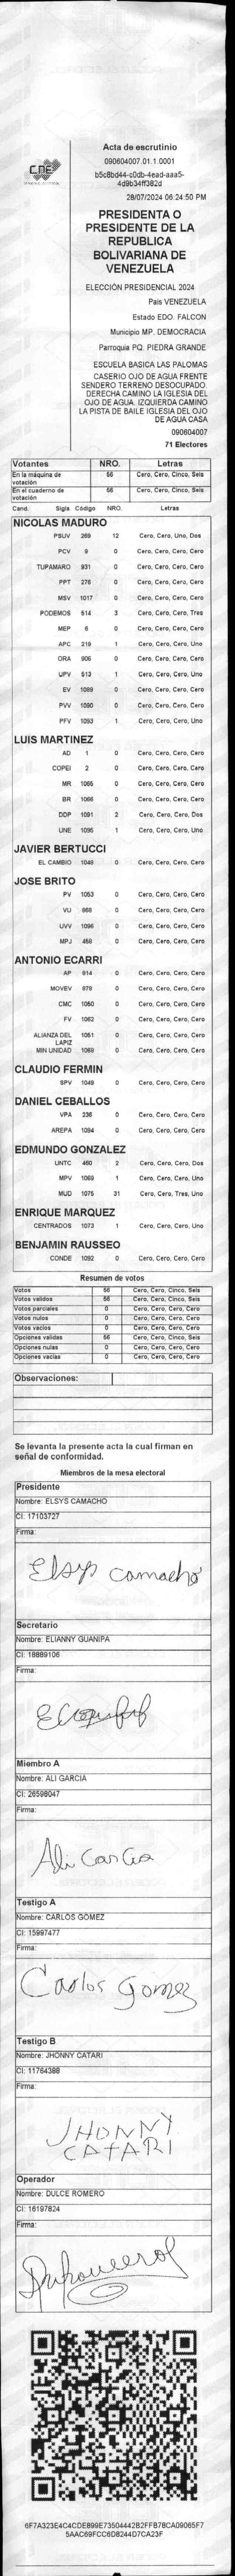 CNE
Acta de escrutinio
090604007.01.1.0001
b5c8bd44-c0db-4ead-aaa5-
4d9b34ff382d
28/07/2024 06:24:50 PM
PRESIDENTA O
PRESIDENTE DE LA
REPUBLICA
BOLIVARIANA DE
VENEZUELA
ELECCIÓN PRESIDENCIAL 2024
País VENEZUELA
Estado EDO. FALCON
Municipio MP. DEMOCRACIA
Parroquia PQ. PIEDRA GRANDE
ESCUELA BASICA LAS PALOMAS
CASERIO OJO DE AGUA FRENTE
SENDERO TERRENO DESOCUPADO.
DERECHA CAMINO LA IGLESIA DEL
OJO DE AGUA. IZQUIERDA CAMINO
LA PISTA DE BAILE IGLESIA DEL OJO
DE AGUA CASA
090604007
71 Electores
Votantes NRO. Letras
En la máquina de votación 56 Cero, Cero, Cinco, Seis
En el cuaderno de votación 56 Cero, Cero, Cinco, Seis
Cand. Sigla Código NRO. Letras
NICOLAS MADURO
PSUV 269 12 Cero, Cero, Uno, Dos
PCV 9 0 Cero, Cero, Cero, Cero
TUPAMARO 931 0 Cero, Cero, Cero, Cero
PPT 276 0 Cero, Cero, Cero, Cero
MSV 1017 0 Cero, Cero, Cero, Cero
PODEMOS 514 3 Cero, Cero, Cero, Tres
MEP 6 0 Cero, Cero, Cero, Cero
APC 219 1 Cero, Cero, Cero, Uno
ORA 906 0 Cero, Cero, Cero, Cero
UPV 513 1 Cero, Cero, Cero, Uno
EV 1089 0 Cero, Cero, Cero, Cero
PVV 1090 0 Cero, Cero, Cero, Cero
PFV 1093 1 Cero, Cero, Cero, Uno
LUIS MARTINEZ
AD 1 0 Cero, Cero, Cero, Cero
COPEI 2 0 Cero, Cero, Cero, Cero
MR 1065 0 Cero, Cero, Cero, Cero
BR 1066 0 Cero, Cero, Cero, Cero
DDP 1091 2 Cero, Cero, Cero, Dos
UNE 1095 1 Cero, Cero, Cero, Uno
JAVIER BERTUCCI
EL CAMBIO 1048 0 Cero, Cero, Cero, Cero
JOSE BRITO
PV 1053 0 Cero, Cero, Cero, Cero
VU 868 0 Cero, Cero, Cero, Cero
UVV 1096 0 Cero, Cero, Cero, Cero
MPJ 458 0 Cero, Cero, Cero, Cero
ANTONIO ECARRI
AP 814 0 Cero, Cero, Cero, Cero
MOVEV 878 0 Cero, Cero, Cero, Cero
CMC 1050 0 Cero, Cero, Cero, Cero
FV 1062 0 Cero, Cero, Cero, Cero
ALIANZA DEL LAPIZ 1051 0 Cero, Cero, Cero, Cero
MIN UNIDAD 1068 0 Cero, Cero, Cero, Cero
CLAUDIO FERMIN
SPV 1049 0 Cero, Cero, Cero, Cero
DANIEL CEBALLOS
VPA 236 0 Cero, Cero, Cero, Cero
AREPA 1094 0 Cero, Cero, Cero, Cero
EDMUNDO GONZALEZ
UNTC 460 2 Cero, Cero, Cero, Dos
MPV 1069 1 Cero, Cero, Cero, Uno
MUD 1075 31 Cero, Cero, Tres, Uno
ENRIQUE MARQUEZ
CENTRADOS 1073 1 Cero, Cero, Cero, Uno
BENJAMIN RAUSSEO
CONDE 1092 0 Cero, Cero, Cero, Cero
Resumen de votos
Votos 56 Cero, Cero, Cinco, Seis
Votos validos 56 Cero, Cero, Cinco, Seis
Votos parciales 0 Cero, Cero, Cero, Cero
Votos nulos 0 Cero, Cero, Cero, Cero
Votos vacíos 0 Cero, Cero, Cero, Cero
Opciones validas 56 Cero, Cero, Cinco, Seis
Opciones nulas 0 Cero, Cero, Cero, Cero
Opciones vacias 0 Cero, Cero, Cero, Cero
Observaciones:
Se levanta la presente acta la cual firman en
señal de conformidad.
Miembros de la mesa electoral
Presidente
Nombre: ELSYS CAMACHO
CI: 17103727
Firma:
Elsys camacho
Secretario
Nombre: ELIANNY GUANIPA
CI: 18889106
Firma:
Miembro A
Nombre: ALI GARCIA
CI: 26598047
Firma:
Ali Garcia
Testigo A
Nombre: CARLOS GOMEZ
CI: 15997477
Firma:
Carlos Gomez
Testigo B
Nombre: JHONNY CATARI
CI: 11764388
Firma:
JHONNY
CATARI
Operador
Nombre: DULCE ROMERO
CI: 16197824
Firma:
6F7A323E4C4CDE899E73504442B2FFB78CA09065F7
5AAC69FCC6D8244D7CA23F